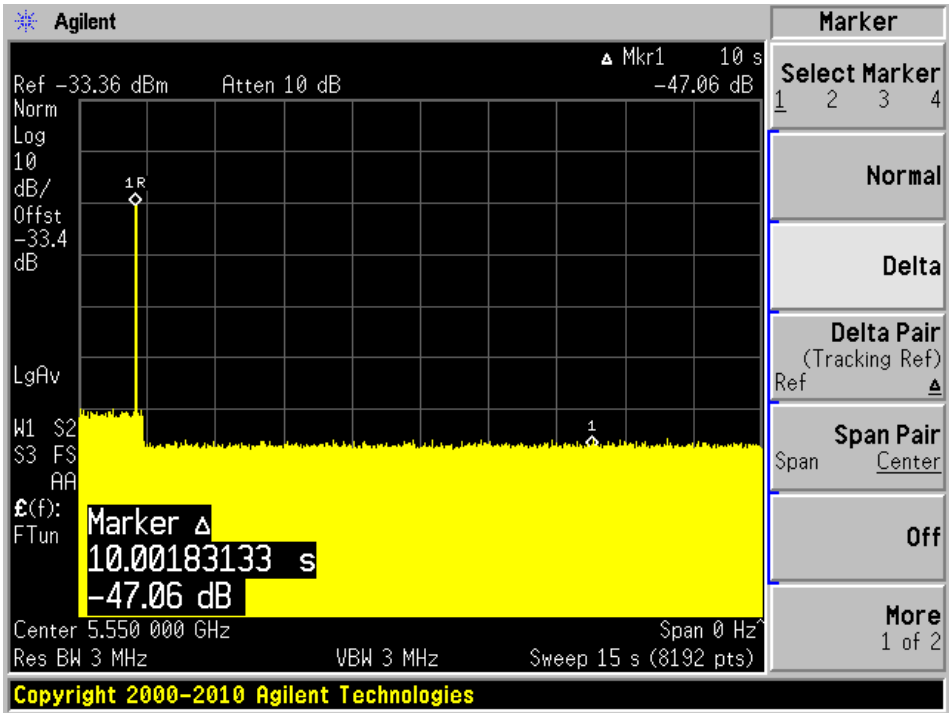 Agilent
Marker
Δ Mkr1 10 s
Ref -33.36 dBm Atten 10 dB -47.06 dB
Norm
Log
10
dB/
Offst
-33.4
dB
LgAv
W1 S2
S3 FS
AA
£(f):
FTun
1R
1
Marker Δ
10.00183133 s
-47.06 dB
Center 5.550 000 GHz Span 0 Hz^
Res BW 3 MHz VBW 3 MHz Sweep 15 s (8192 pts)
Copyright 2000-2010 Agilent Technologies
Select Marker
1 2 3 4
Normal
Delta
Delta Pair
(Tracking Ref)
Ref Δ
Span Pair
Span Center
Off
More
1 of 2